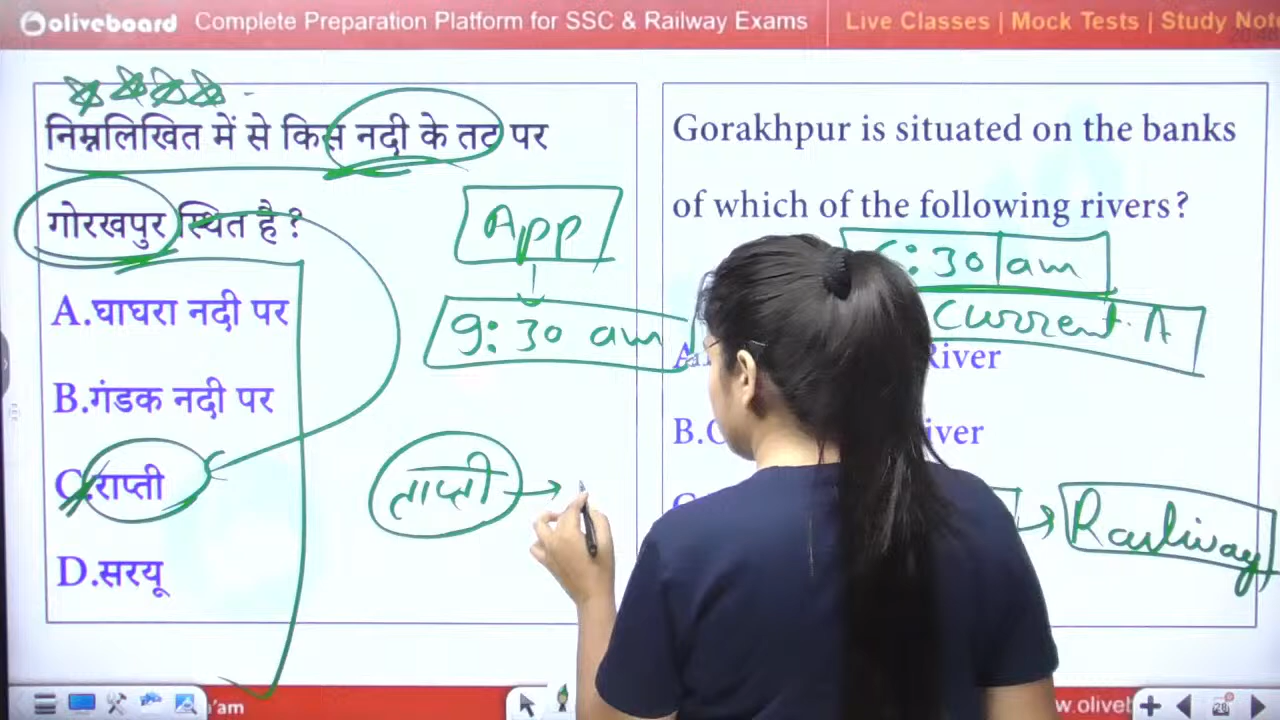 oliveboard Complete Preparation Platform for SSC & Railway Exams Live Classes | Mock Tests | Study Not
निम्नलिखित में से किस नदी के तट पर
गोरखपुर स्थित है?
A.घाघरा नदी पर
B.गंडक नदी पर
C.राप्ती
D.सरयू
App
9:30 am
ताप्ती →
Gorakhpur is situated on the banks
of which of the following rivers?
:30 am
Current A
River
B.
→ Railway
28